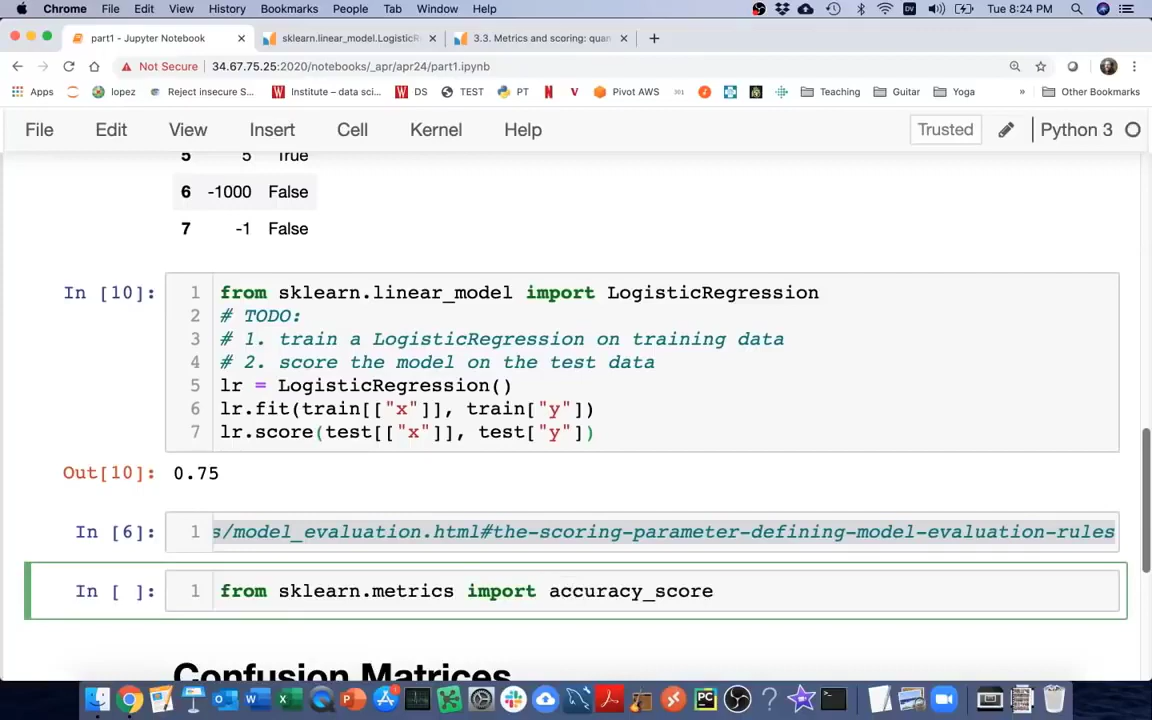 Chrome File Edit View History Bookmarks People Tab Window Help Tue 8:24 PM
part1 - Jupyter Notebook sklearn.linear_model.LogisticR 3.3. Metrics and scoring: quan
Not Secure 34.67.75.25:2020/notebooks/_apr/apr24/part1.ipynb
Apps lopez Reject insecure S... Institute – data sci... DS TEST PT Pivot AWS Teaching Guitar Yoga » Other Bookmarks
File Edit View Insert Cell Kernel Help Trusted Python 3
5 5 True
6 -1000 False
7 -1 False
In [10]: 1 from sklearn.linear_model import LogisticRegression
2 # TODO:
3 # 1. train a LogisticRegression on training data
4 # 2. score the model on the test data
5 lr = LogisticRegression()
6 lr.fit(train[["x"]], train["y"])
7 lr.score(test[["x"]], test["y"])
Out[10]: 0.75
In [6]: 1 s/model_evaluation.html#the-scoring-parameter-defining-model-evaluation-rules
In [ ]: 1 from sklearn.metrics import accuracy_score
Confusion Matrices